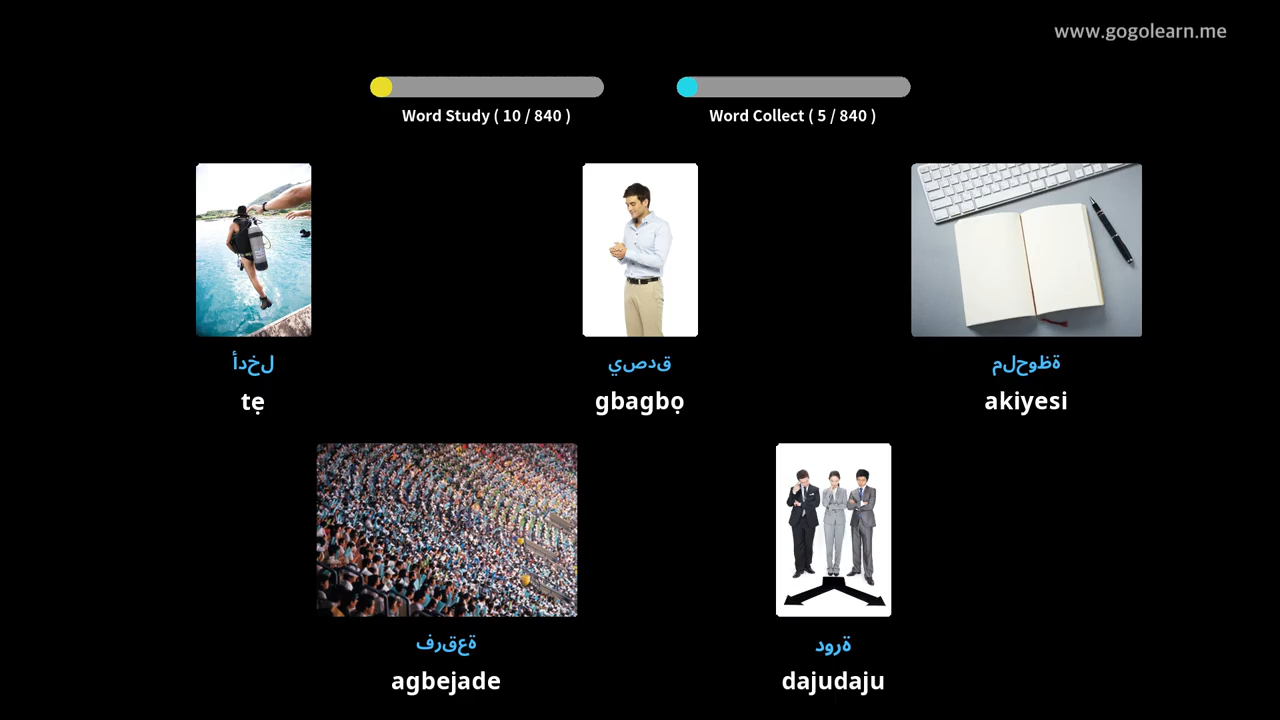 www.gogolearn.me
Word Study ( 10 / 840 )
Word Collect ( 5 / 840 )
لخدأ
tẹ
قدصي
gbagbọ
ةظوحلم
akiyesi
ةعقرف
agbejade
ةرود
dajudaju